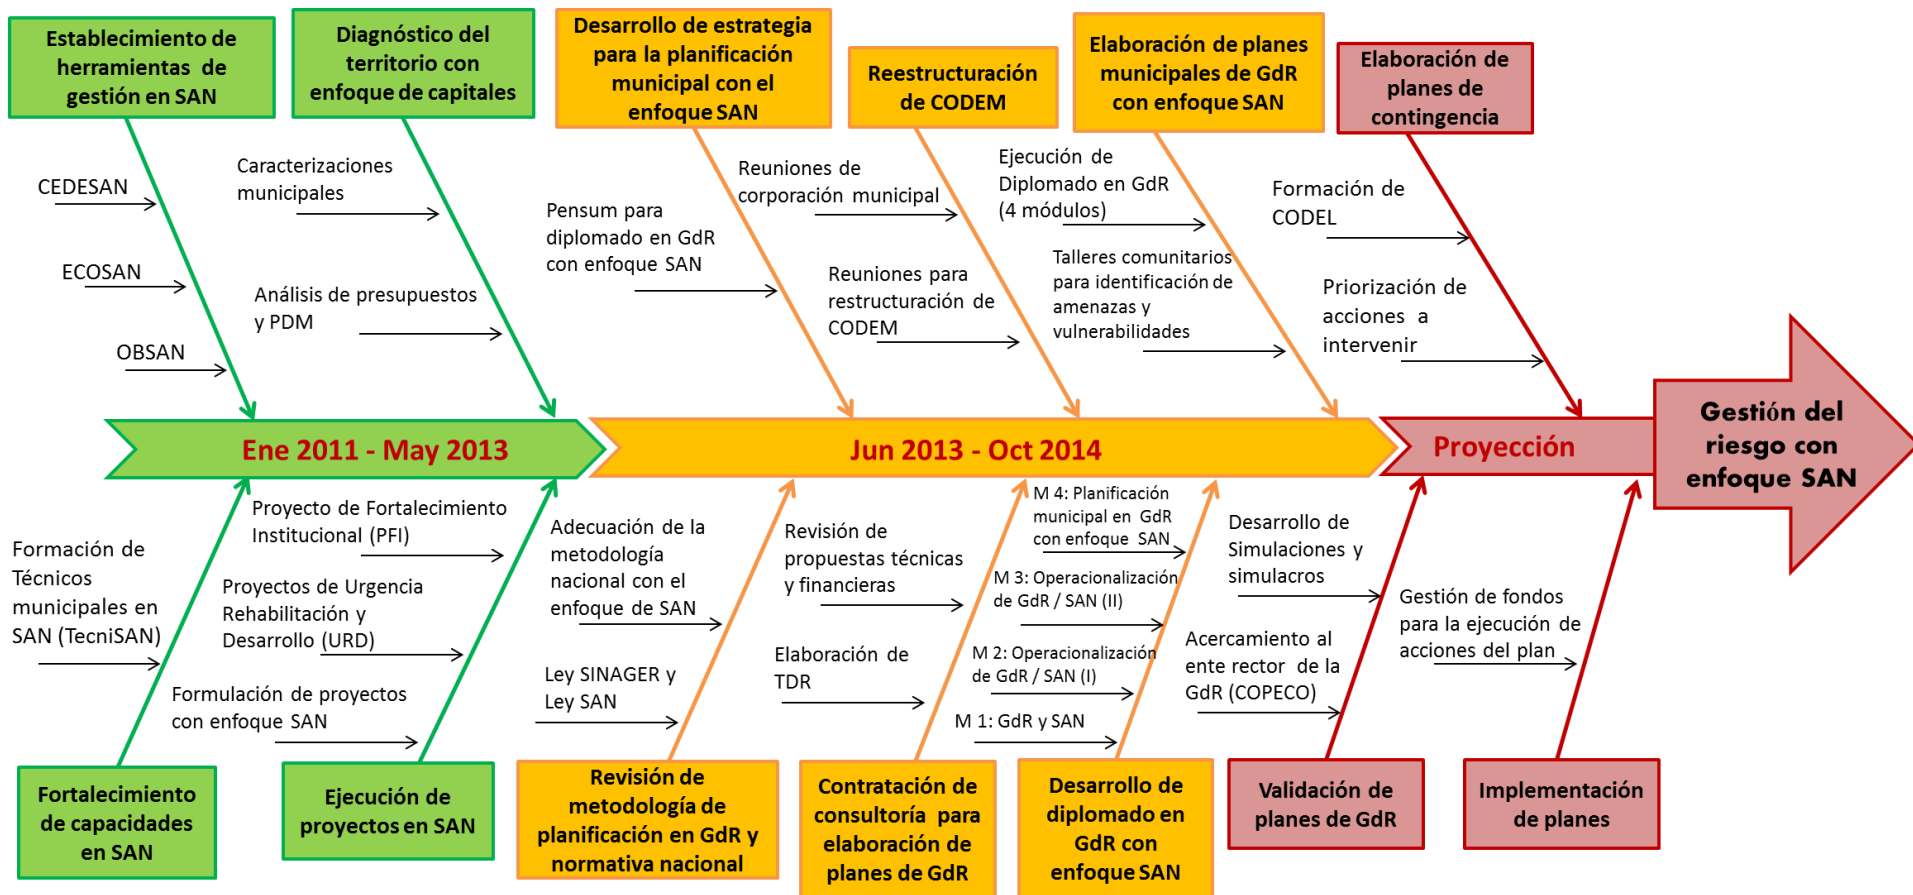 Establecimiento de
herramientas de
gestión en SAN
Diagnóstico del
territorio con
enfoque de capitales
Desarrollo de estrategia
para la planificación
municipal con el
enfoque SAN
Reestructuración
de CODEM
Elaboración de planes
municipales de GdR
con enfoque SAN
Elaboración de
planes de
contingencia
CEDESAN
ECOSAN
OBSAN
Caracterizaciones
municipales
Análisis de presupuestos
y PDM
Pensum para
diplomado en GdR
con enfoque SAN
Reuniones de
corporación municipal
Reuniones para
restructuración de
CODEM
Ejecución de
Diplomado en GdR
(4 módulos)
Talleres comunitarios
para identificación de
amenazas y
vulnerabilidades
Formación de
CODEL
Priorización de
acciones a
intervenir
Ene 2011 - May 2013
Jun 2013 - Oct 2014
Proyección
Gestión del
riesgo con
enfoque SAN
Formación de
Técnicos
municipales en
SAN (TecniSAN)
Proyecto de Fortalecimiento
Institucional (PFI)
Proyectos de Urgencia
Rehabilitación y
Desarrollo (URD)
Formulación de proyectos
con enfoque SAN
Adecuación de la
metodología
nacional con el
enfoque de SAN
Ley SINAGER y
Ley SAN
Revisión de
propuestas técnicas
y financieras
Elaboración de
TDR
M 4: Planificación
municipal en GdR
con enfoque SAN
M 3: Operacionalización
de GdR / SAN (II)
M 2: Operacionalización
de GdR / SAN (I)
M 1: GdR y SAN
Desarrollo de
Simulaciones y
simulacros
Acercamiento al
ente rector de la
GdR (COPECO)
Gestión de fondos
para la ejecución de
acciones del plan
Fortalecimiento
de capacidades
en SAN
Ejecución de
proyectos en SAN
Revisión de
metodología de
planificación en GdR y
normativa nacional
Contratación de
consultoría para
elaboración de
planes de GdR
Desarrollo de
diplomado en
GdR con
enfoque SAN
Validación de
planes de GdR
Implementación
de planes